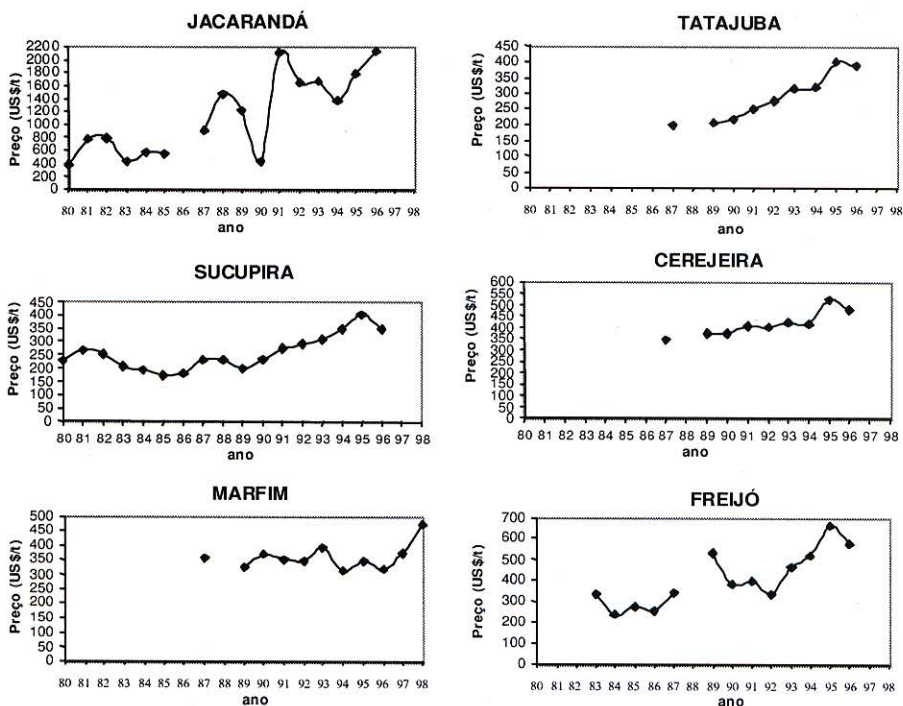 JACARANDÁ
Preço (US$/t)
2200
2000
1800
1600
1400
1200
1000
800
600
400
200
0
80 81 82 83 84 85 86 87 88 89 90 91 92 93 94 95 96 97 98
ano
TATAJUBA
Preço (US$/t)
450
400
350
300
250
200
150
100
50
0
80 81 82 83 84 85 86 87 88 89 90 91 92 93 94 95 96 97 98
ano
SUCUPIRA
Preço (US$/t)
450
400
350
300
250
200
150
100
50
0
80 81 82 83 84 85 86 87 88 89 90 91 92 93 94 95 96 97 98
ano
CEREJEIRA
Preço (US$/t)
600
550
500
450
400
350
300
250
200
150
100
50
0
80 81 82 83 84 85 86 87 88 89 90 91 92 93 94 95 96 97 98
ano
MARFIM
Preço (US$/t)
500
450
400
350
300
250
200
150
100
50
0
80 81 82 83 84 85 86 87 88 89 90 91 92 93 94 95 96 97 98
ano
FREIJÓ
Preço (US$/t)
700
600
500
400
300
200
100
0
80 81 82 83 84 85 86 87 88 89 90 91 92 93 94 95 96 97 98
ano